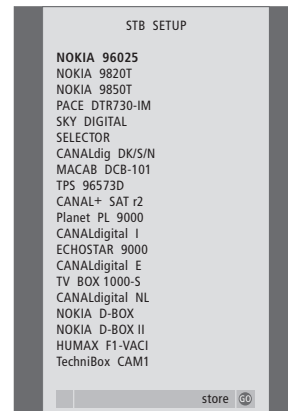 STB SETUP
NOKIA 96025
NOKIA 9820T
NOKIA 9850T
PACE DTR730-IM
SKY DIGITAL
SELECTOR
CANALdig DK/S/N
MACAB DCB-101
TPS 96573D
CANAL+ SAT r2
Planet PL 9000
CANALdigital I
ECHOSTAR 9000
CANALdigital E
TV BOX 1000-S
CANALdigital NL
NOKIA D-BOX
NOKIA D-BOX II
HUMAX F1-VACI
TechniBox CAM1
store GO